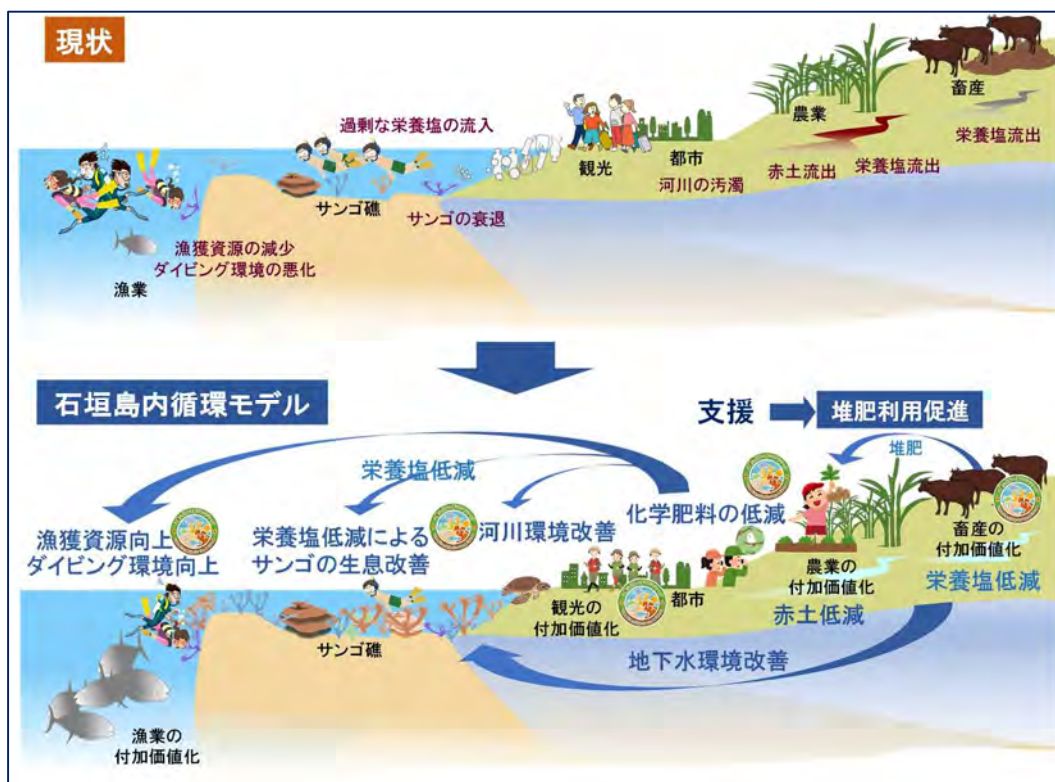 現状
畜産
農業
過剰な栄養塩の流入
栄養塩流出
観光
都市
赤土流出
栄養塩流出
河川の汚濁
サンゴ礁
サンゴの衰退
漁獲資源の減少
ダイビング環境の悪化
漁業
石垣島内循環モデル
支援
堆肥利用促進
堆肥
栄養塩低減
化学肥料の低減
河川環境改善
漁獲資源向上
ダイビング環境向上
栄養塩低減による
サンゴの生息改善
畜産の
付加価値化
農業の
付加価値化
栄養塩低減
観光の
付加価値化
都市
赤土低減
サンゴ礁
地下水環境改善
漁業の
付加価値化